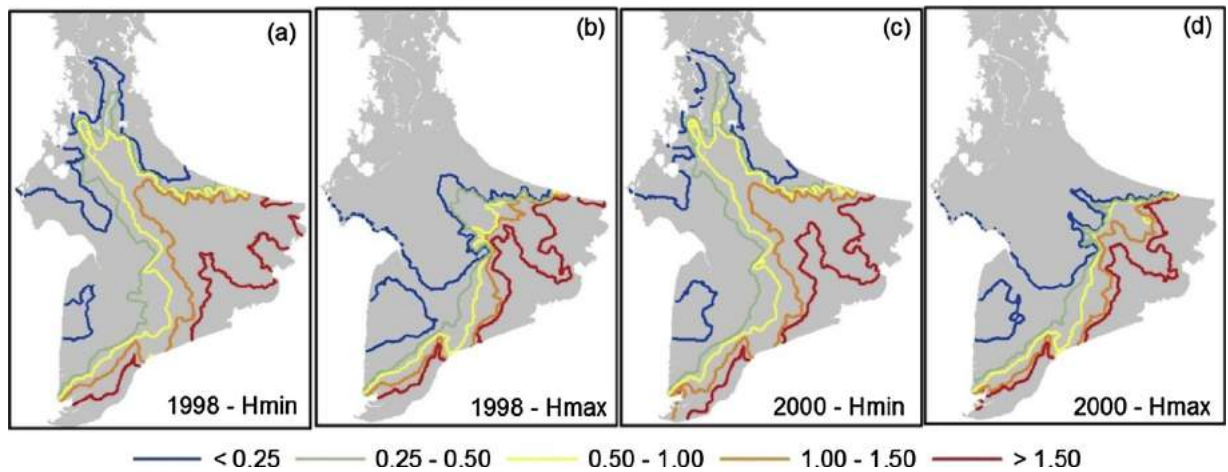 (a)
(b)
(c)
(d)
1998 - Hmin
1998 - Hmax
2000 - Hmin
2000 - Hmax
< 0.25
0.25 - 0.50
0.50 - 1.00
1.00 - 1.50
> 1.50